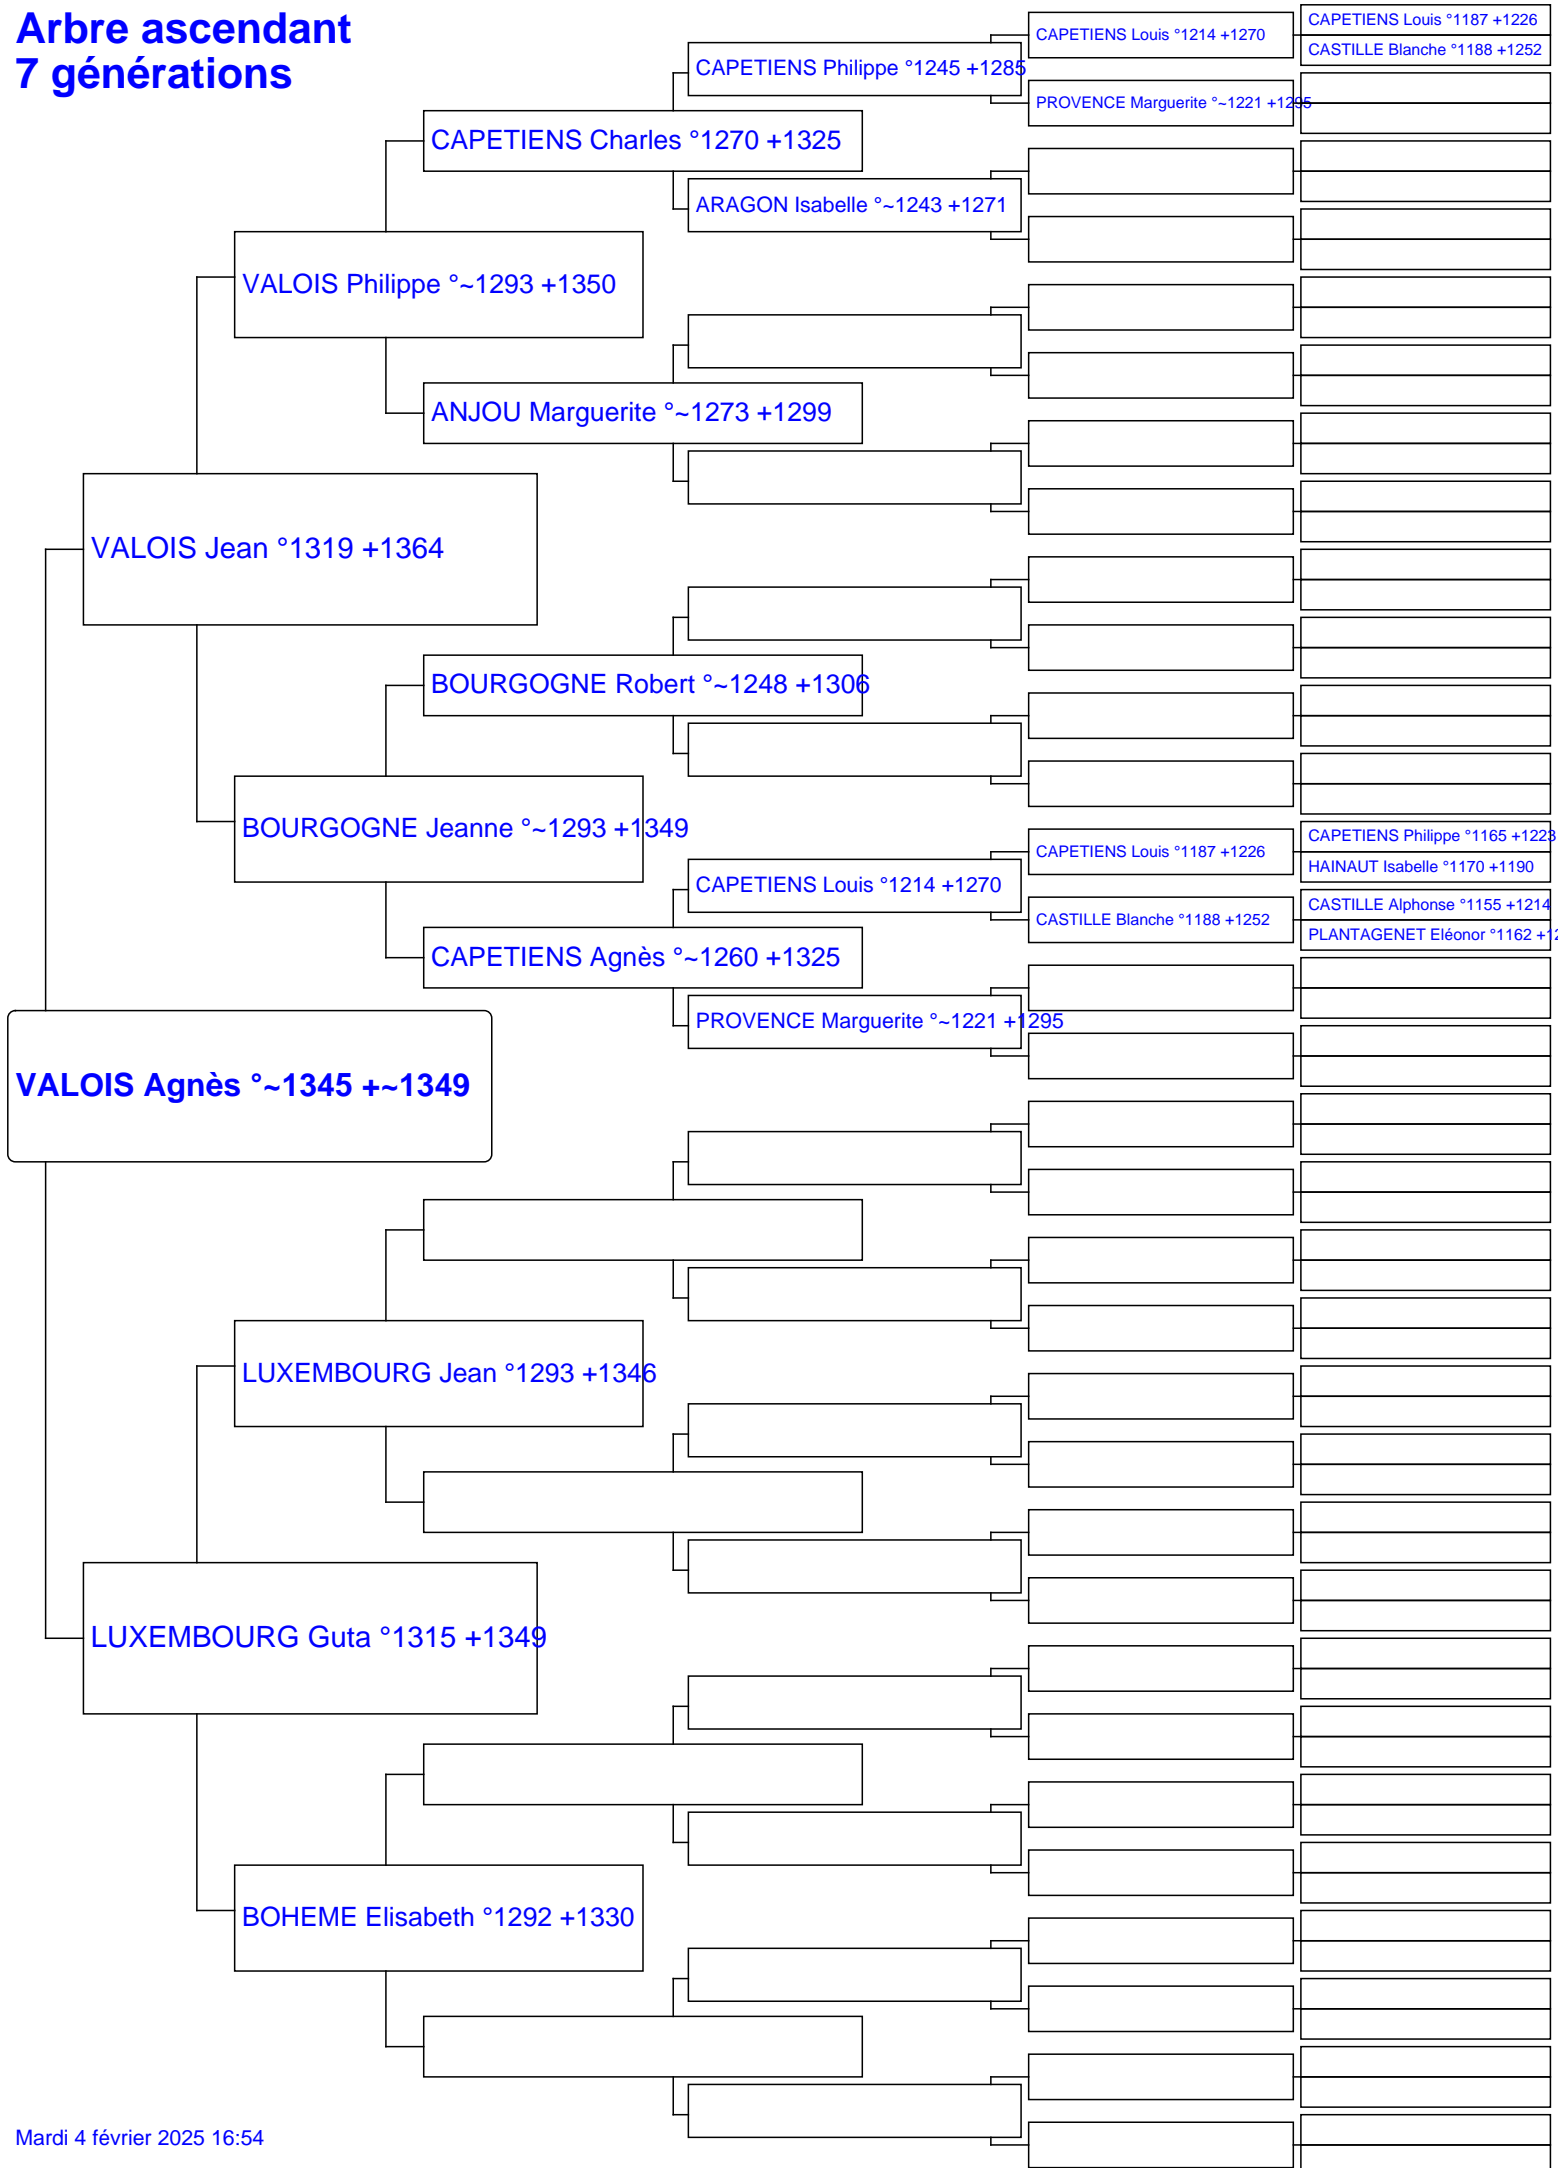 Arbre ascendant
7 générations
CAPETIENS Louis °1187 +1226
CAPETIENS Louis °1214 +1270
CASTILLE Blanche °1188 +1252
CAPETIENS Philippe °1245 +1285
PROVENCE Marguerite °~1221 +1295
CAPETIENS Charles °1270 +1325
ARAGON Isabelle °~1243 +1271
VALOIS Philippe °~1293 +1350
ANJOU Marguerite °~1273 +1299
VALOIS Jean °1319 +1364
BOURGOGNE Robert °~1248 +1306
BOURGOGNE Jeanne °~1293 +1349
CAPETIENS Philippe °1165 +1223
CAPETIENS Louis °1187 +1226
HAINAUT Isabelle °1170 +1190
CAPETIENS Louis °1214 +1270
CASTILLE Alphonse °1155 +1214
CASTILLE Blanche °1188 +1252
PLANTAGENET Eléonor °1162 +12
CAPETIENS Agnès °~1260 +1325
PROVENCE Marguerite °~1221 +1295
VALOIS Agnès °~1345 +~1349
LUXEMBOURG Jean °1293 +1346
LUXEMBOURG Guta °1315 +1349
BOHEME Elisabeth °1292 +1330
Mardi 4 février 2025 16:54